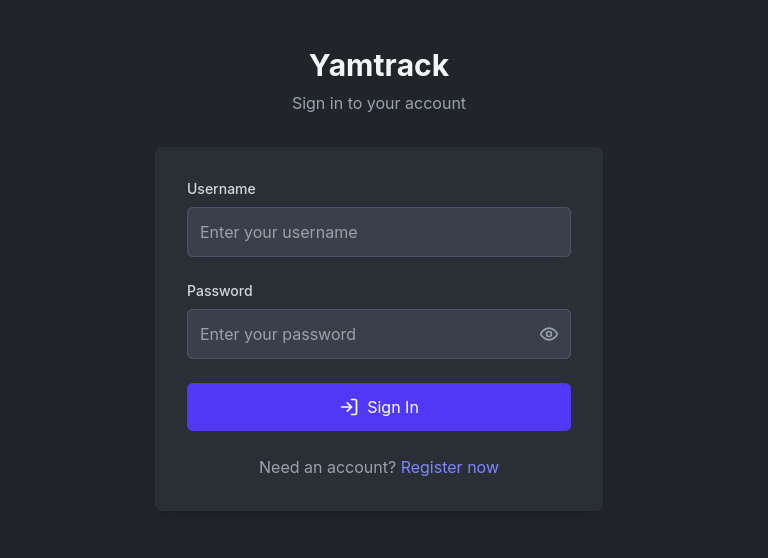 Yamtrack
Sign in to your account
Username
Enter your username
Password
Enter your password
Sign In
Need an account? Register now